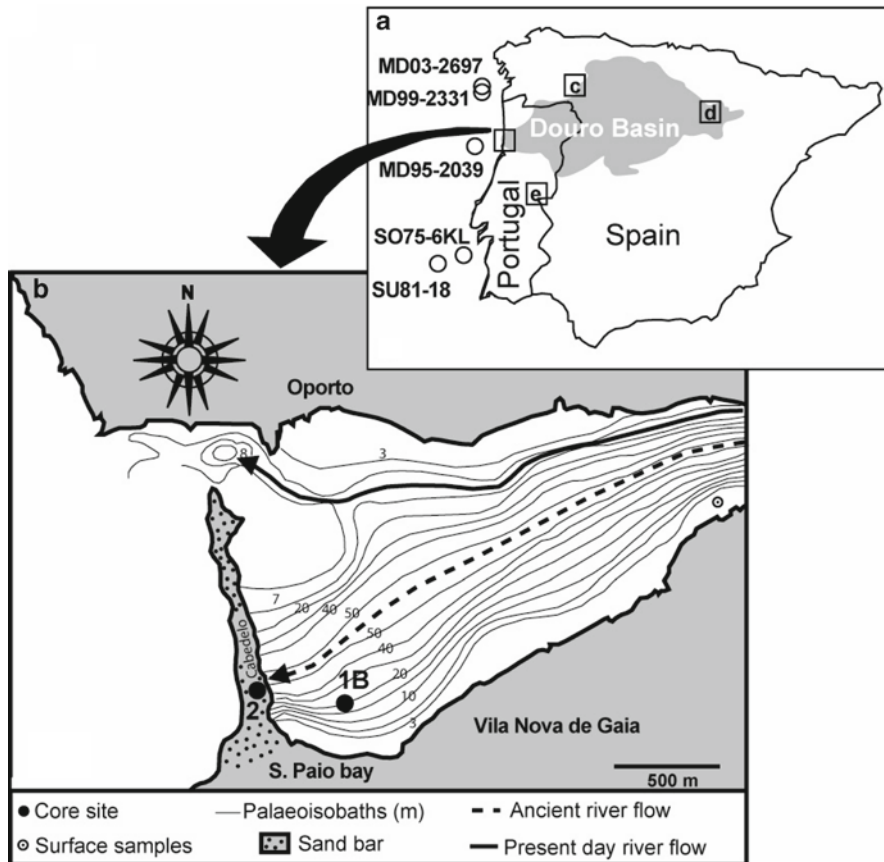 a
MD03-2697
MD99-2331
c
d
Douro Basin
MD95-2039
e
SO75-6KL
Portugal
Spain
SU81-18
b
N
Oporto
3
8
7
20
40
50
50
40
20
10
3
Cabedelo
1B
2
Vila Nova de Gaia
S. Paio bay
500 m
Core site
Palaeoisobaths (m)
Ancient river flow
Surface samples
Sand bar
Present day river flow